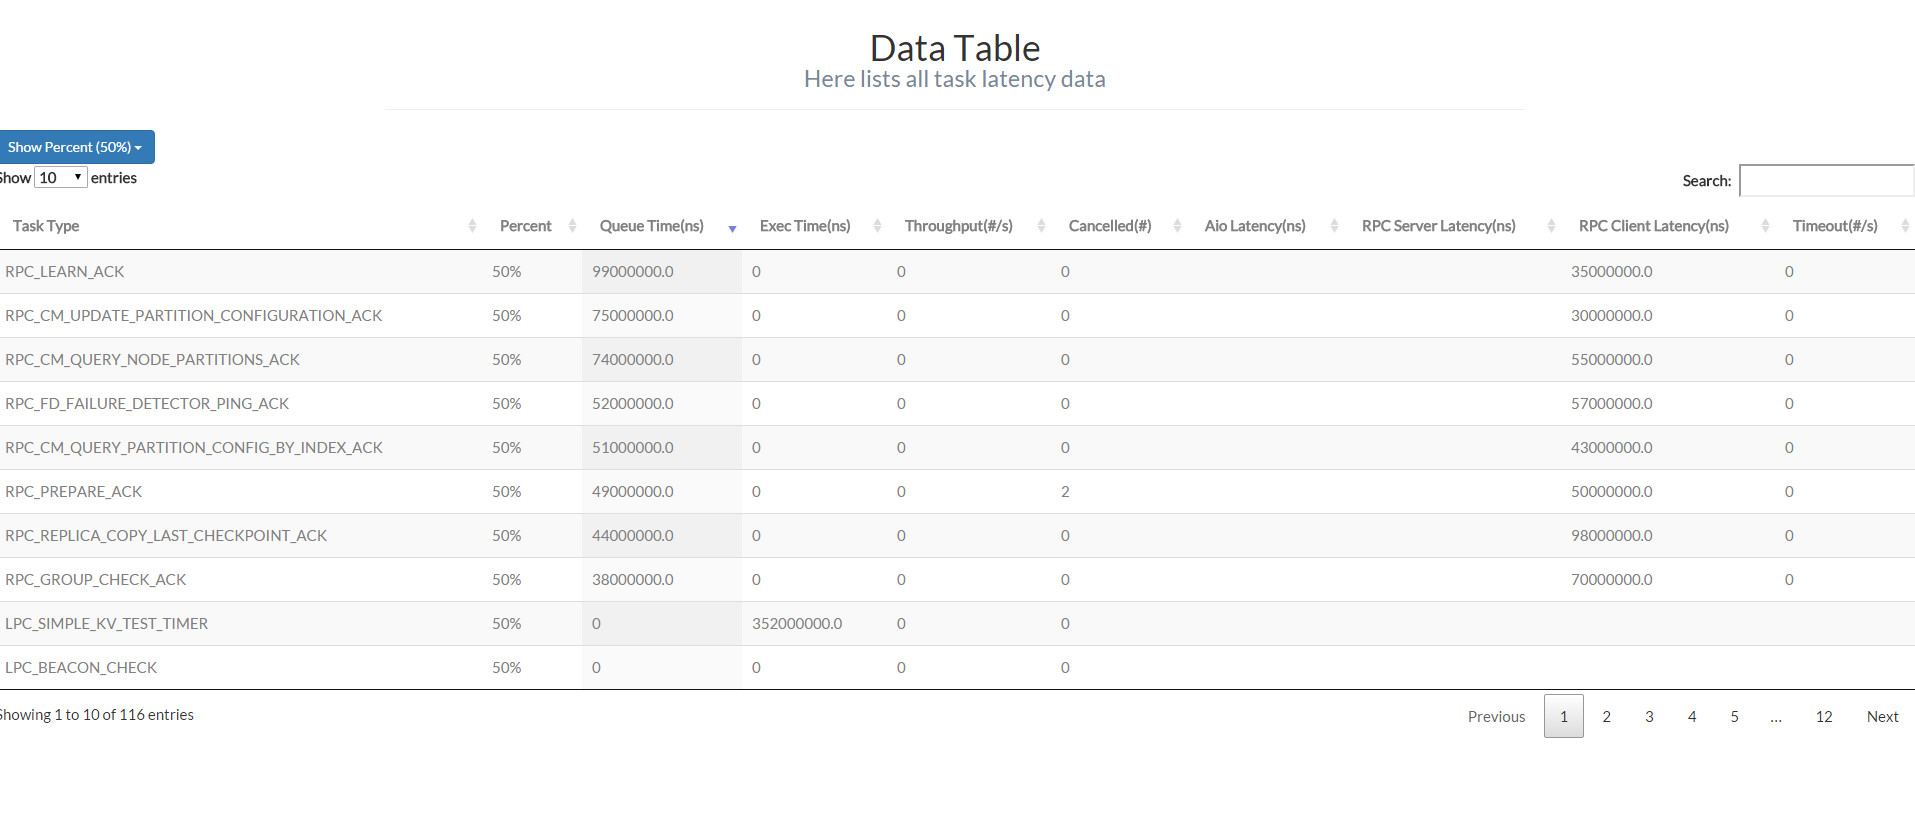 Data Table
Here lists all task latency data
Show Percent (50%)
Show 10 entries
Search:
Task Type Percent Queue Time(ns) Exec Time(ns) Throughput(#/s) Cancelled(#) Aio Latency(ns) RPC Server Latency(ns) RPC Client Latency(ns) Timeout(#/s)
RPC_LEARN_ACK 50% 99000000.0 0 0 0 35000000.0 0
RPC_CM_UPDATE_PARTITION_CONFIGURATION_ACK 50% 75000000.0 0 0 0 30000000.0 0
RPC_CM_QUERY_NODE_PARTITIONS_ACK 50% 74000000.0 0 0 0 55000000.0 0
RPC_FD_FAILURE_DETECTOR_PING_ACK 50% 52000000.0 0 0 0 57000000.0 0
RPC_CM_QUERY_PARTITION_CONFIG_BY_INDEX_ACK 50% 51000000.0 0 0 0 43000000.0 0
RPC_PREPARE_ACK 50% 49000000.0 0 0 2 50000000.0 0
RPC_REPLICA_COPY_LAST_CHECKPOINT_ACK 50% 44000000.0 0 0 0 98000000.0 0
RPC_GROUP_CHECK_ACK 50% 38000000.0 0 0 0 70000000.0 0
LPC_SIMPLE_KV_TEST_TIMER 50% 0 352000000.0 0 0
LPC_BEACON_CHECK 50% 0 0 0 0
Showing 1 to 10 of 116 entries
Previous 1 2 3 4 5 … 12 Next